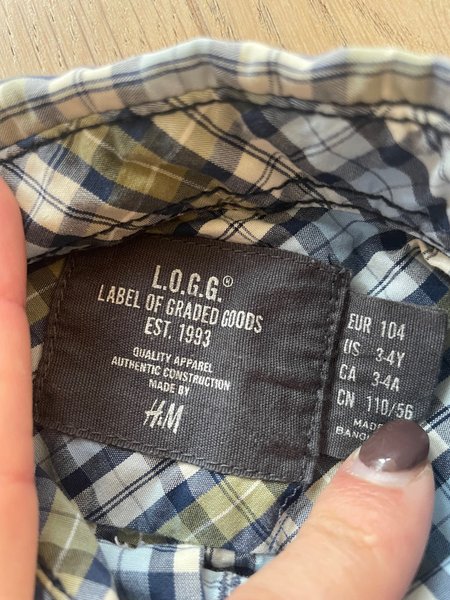 L.O.G.G.®
LABEL OF GRADED GOODS
EST. 1993
QUALITY APPAREL
AUTHENTIC CONSTRUCTION
MADE BY
H&M
EUR 104
US 3-4Y
CA 3-4A
CN 110/56